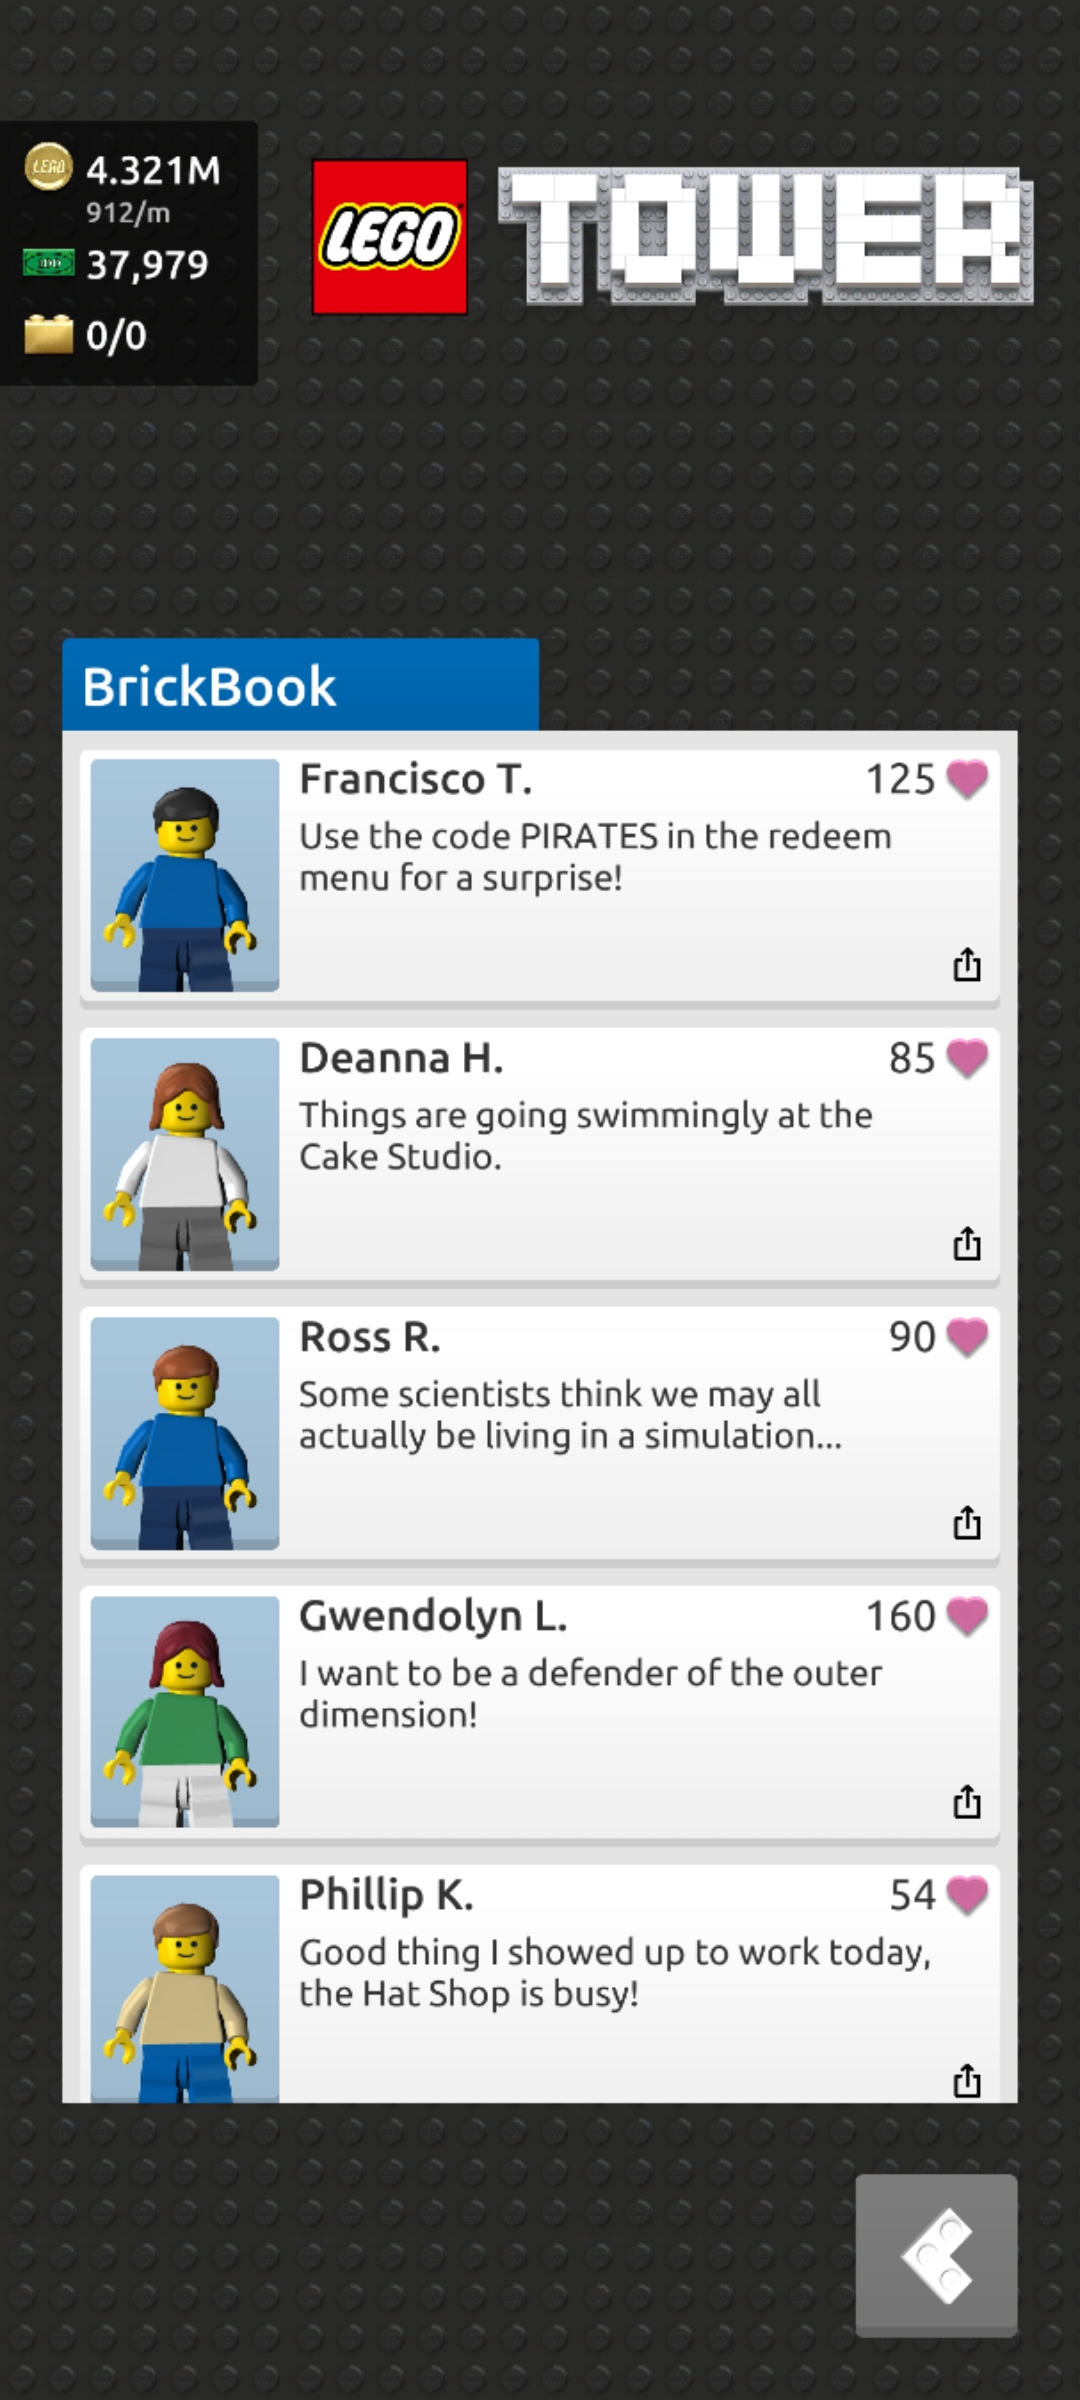 LEGO
4.321M
912/m
37,979
0/0
LEGO
TOWER
BrickBook
Francisco T.
125
Use the code PIRATES in the redeem
menu for a surprise!
Deanna H.
85
Things are going swimmingly at the
Cake Studio.
Ross R.
90
Some scientists think we may all
actually be living in a simulation...
Gwendolyn L.
160
I want to be a defender of the outer
dimension!
Phillip K.
54
Good thing I showed up to work today,
the Hat Shop is busy!